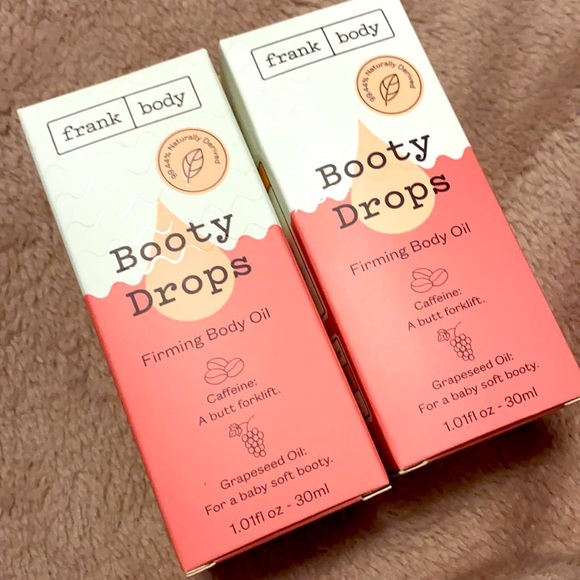 frank body
99.44% Naturally Derived
Booty
Drops
Firming Body Oil
Caffeine:
A butt forklift.
Grapeseed Oil:
For a baby soft booty.
1.01fl oz - 30ml
frank body
99.44% Naturally Derived
Booty
Drops
Firming Body Oil
Caffeine:
A butt forklift.
Grapeseed Oil:
For a baby soft booty.
1.01fl oz - 30ml